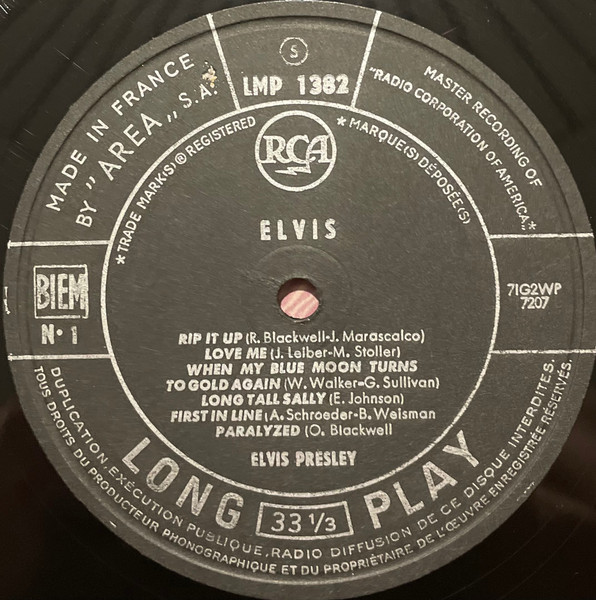 S
LMP 1382
MADE IN FRANCE
BY "AREA„ S.A.
MASTER RECORDING OF
"RADIO CORPORATION OF AMERICA„*
*TRADE MARK(S) ® REGISTERED
*MARQUE(S) DÉPOSÉE(S)
RCA
ELVIS
BIEM
N• 1
71G2WP
7207
RIP IT UP (R. Blackwell-J. Marascalco)
LOVE ME (J. Leiber-M. Stoller)
WHEN MY BLUE MOON TURNS
TO GOLD AGAIN (W. Walker-G. Sullivan)
LONG TALL SALLY (E. Johnson)
FIRST IN LINE (A. Schroeder-B. Weisman
PARALYZED (O. Blackwell
ELVIS PRESLEY
LONG 33 1/3 PLAY
DUPLICATION, EXÉCUTION PUBLIQUE, RADIO DIFFUSION DE CE DISQUE INTERDITES.
TOUS DROITS DU PRODUCTEUR PHONOGRAPHIQUE ET DU PROPRIÉTAIRE DE L'ŒUVRE ENREGISTRÉE RÉSERVÉS.